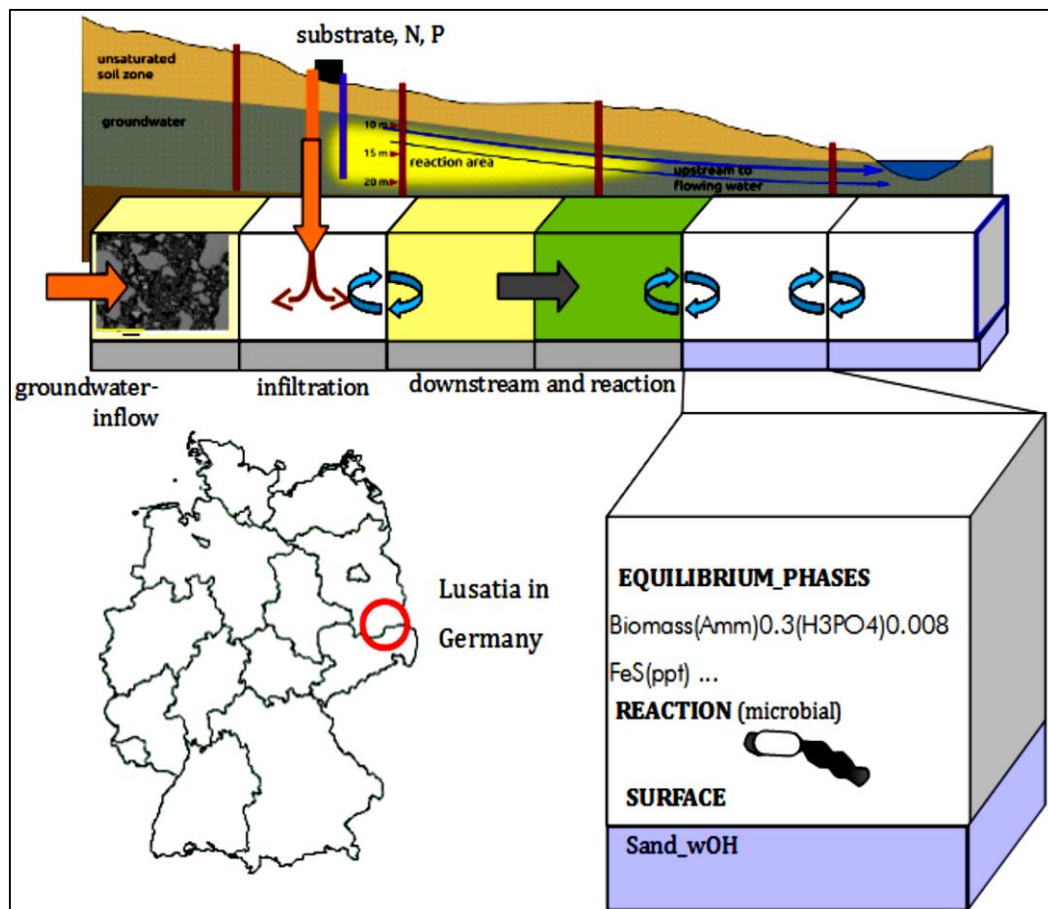 substrate, N, P
unsaturated
soil zone
groundwater
10 m
15 m
20 m
reaction area
upstream to
flowing water
groundwater-
inflow
infiltration
downstream and reaction
Lusatia in
Germany
EQUILIBRIUM_PHASES
Biomass(Amm)0.3(H3PO4)0.008
FeS(ppt) ...
REACTION (microbial)
SURFACE
Sand_wOH